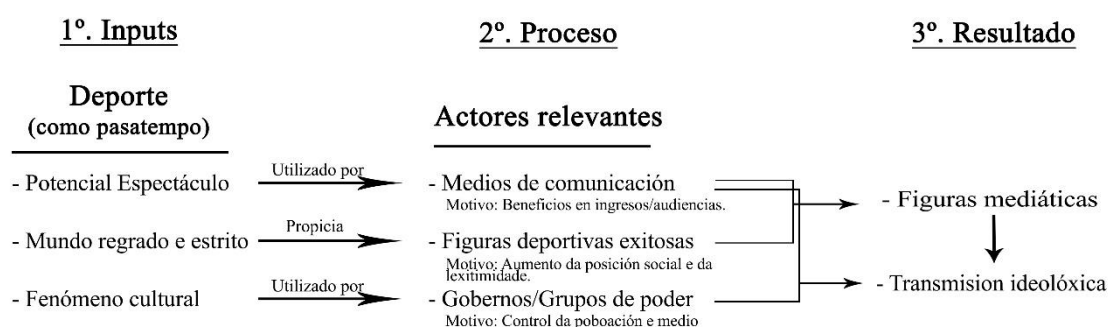 1º. Inputs
2º. Proceso
3º. Resultado
Deporte
(como pasatempo)
Actores relevantes
- Potencial Espectáculo
Utilizado por
- Medios de comunicación
Motivo: Beneficios en ingresos/audiencias.
- Figuras mediáticas
- Mundo regrado e estrito
Propicia
- Figuras deportivas exitosas
Motivo: Aumento da posición social e da
lexitimidade.
- Transmision ideolóxica
- Fenómeno cultural
Utilizado por
- Gobernos/Grupos de poder
Motivo: Control da poboación e medio